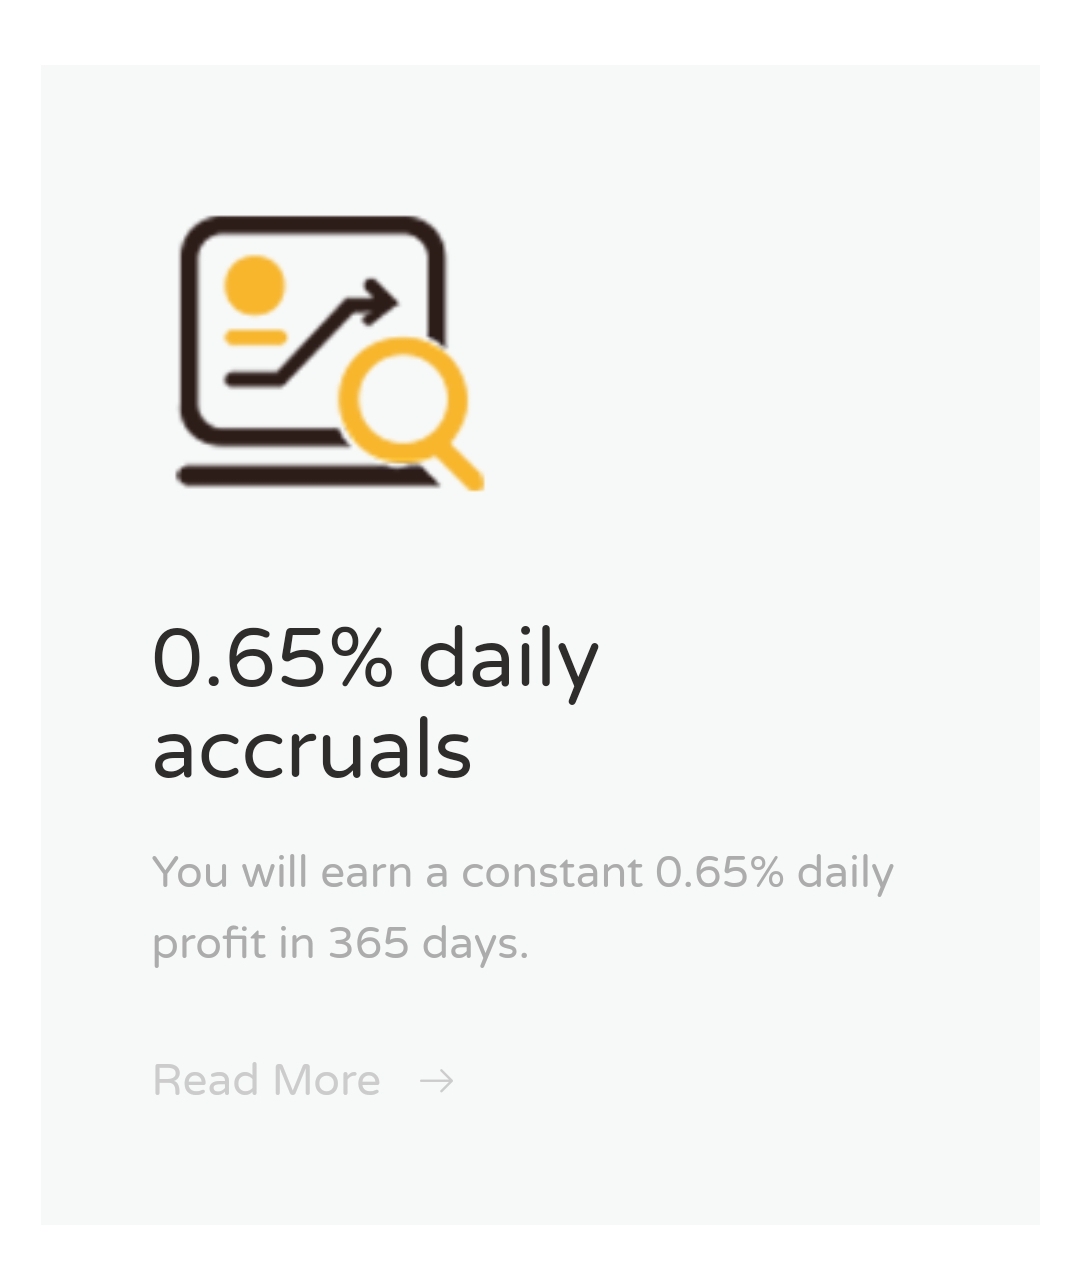 0.65% daily
accruals
You will earn a constant 0.65% daily
profit in 365 days.
Read More →